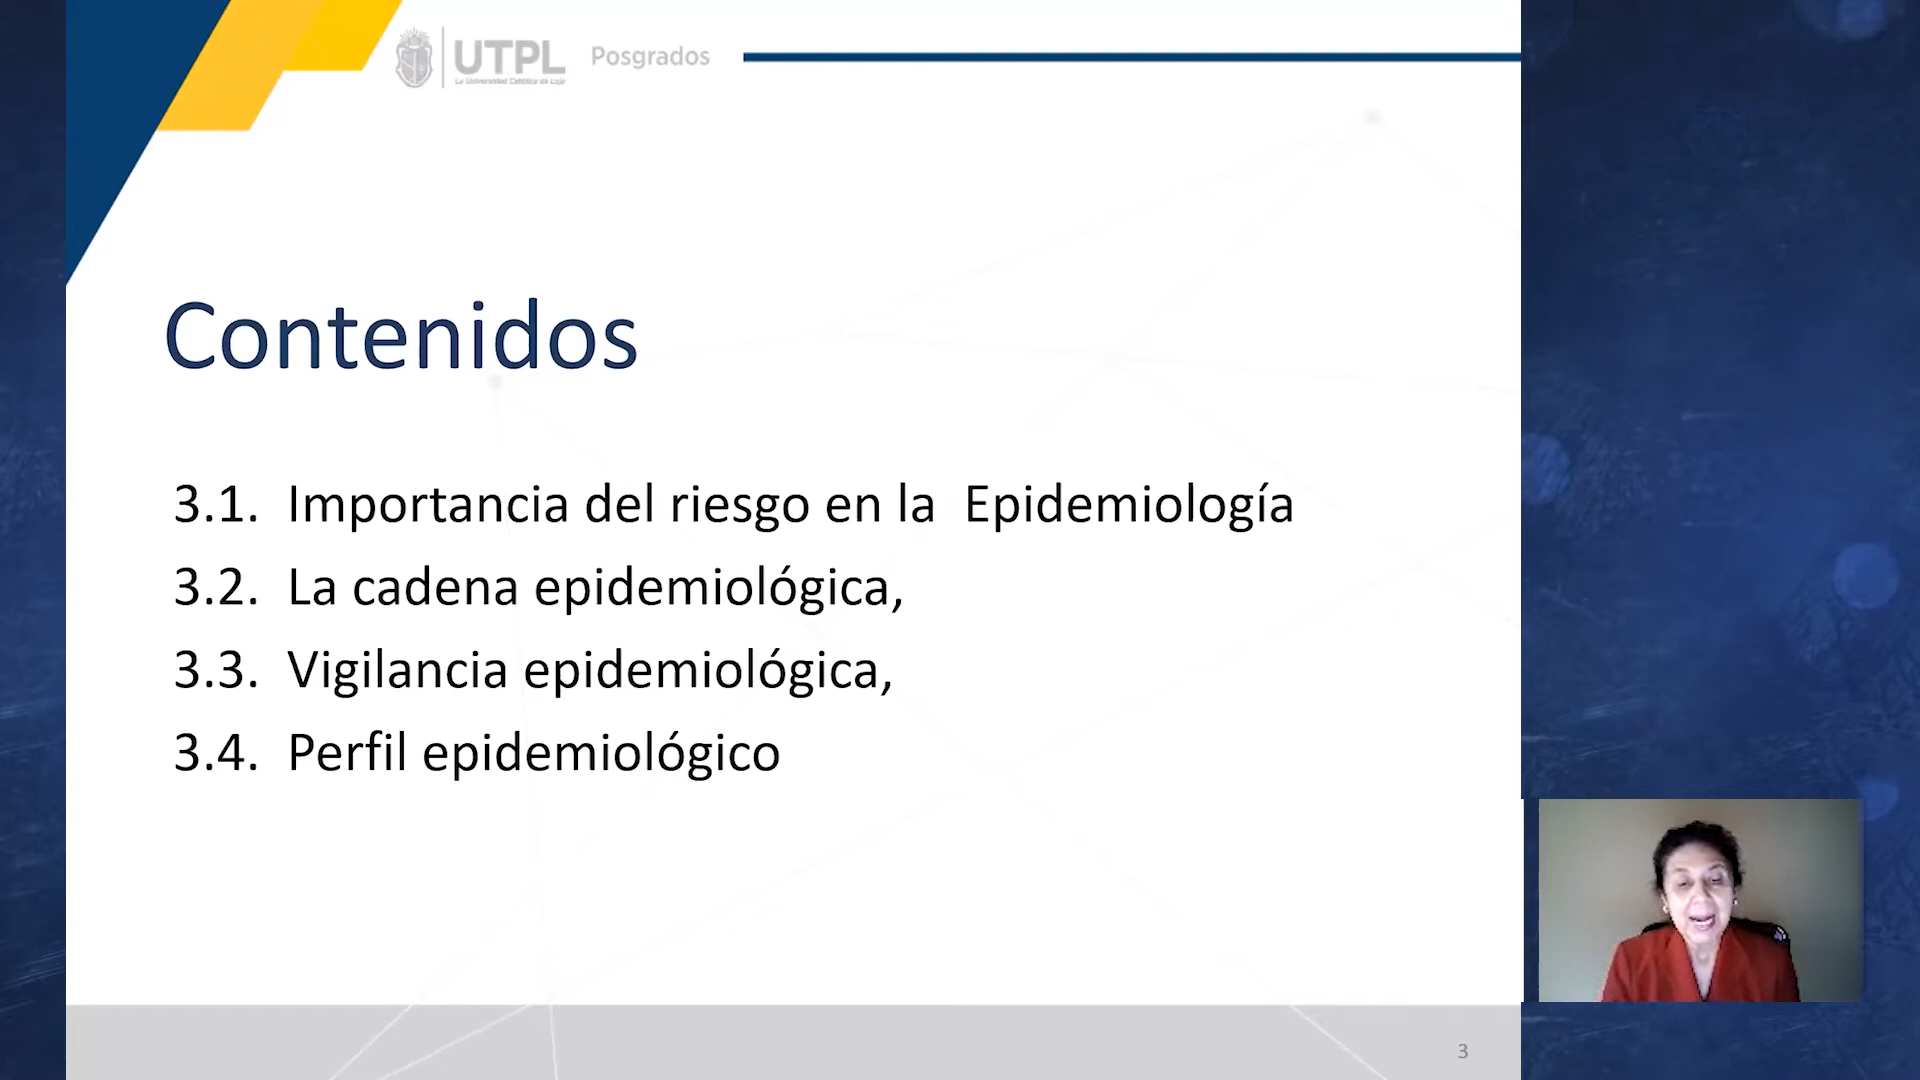 UTPL
La Universidad Católica de Loja
Posgrados
Contenidos
3.1. Importancia del riesgo en la Epidemiología
3.2. La cadena epidemiológica,
3.3. Vigilancia epidemiológica,
3.4. Perfil epidemiológico
3